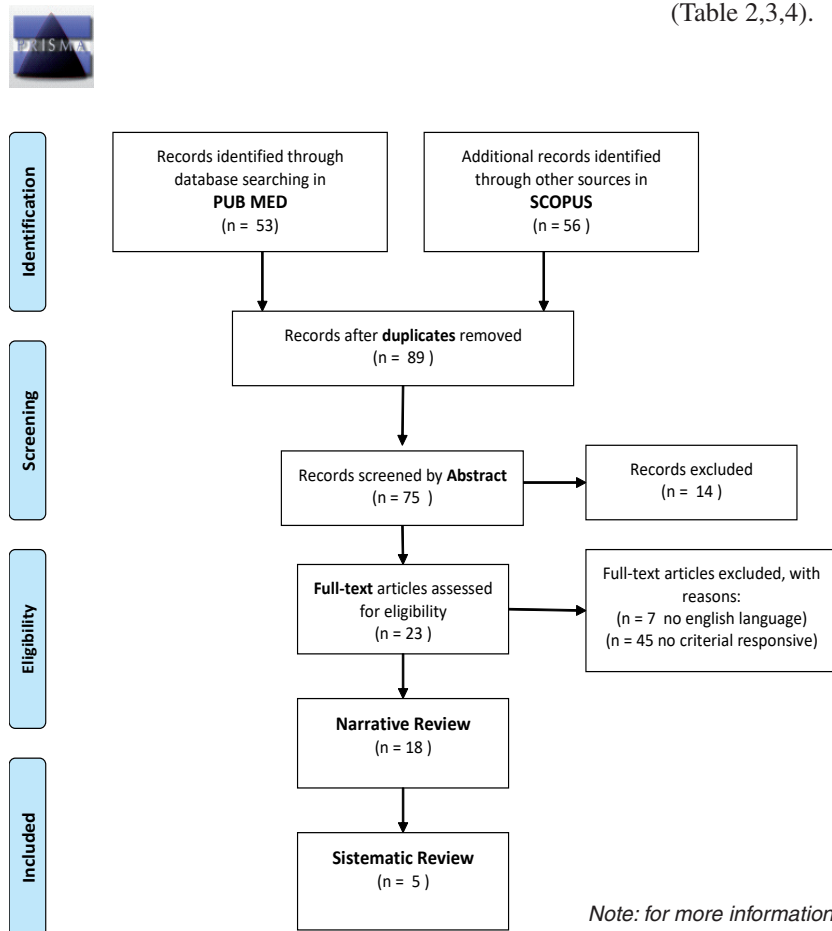 (Table 2,3,4).
PRISMA
Identification
Records identified through
database searching in
PUB MED
(n =  53)
Additional records identified
through other sources in
SCOPUS
(n = 56 )
Records after duplicates removed
(n =  89 )
Screening
Records screened by Abstract
(n = 75  )
Records excluded
(n =  14 )
Eligibility
Full-text articles assessed
for eligibility
(n = 23 )
Full-text articles excluded, with
reasons:
(n = 7  no english language)
(n = 45 no criterial responsive)
Narrative Review
(n = 18 )
Included
Sistematic Review
(n =  5 )
Note: for more information